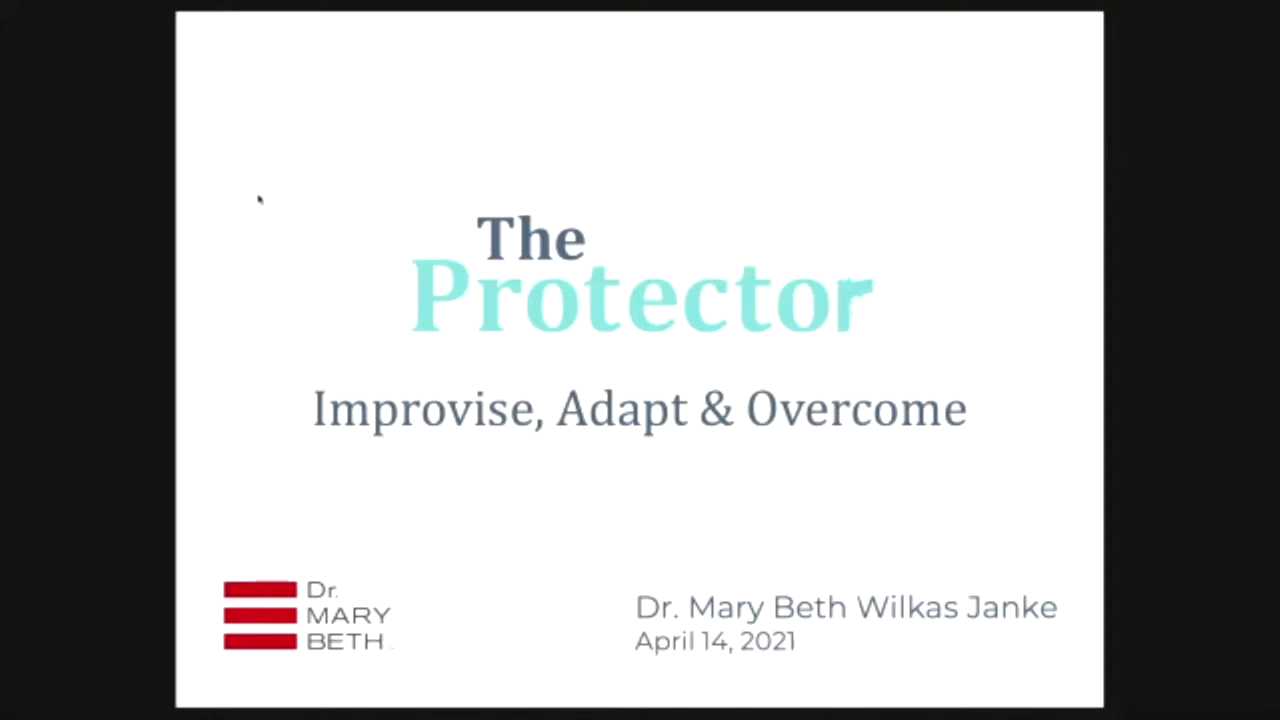 The
Protector
Improvise, Adapt & Overcome
Dr.
MARY
BETH
Dr. Mary Beth Wilkas Janke
April 14, 2021